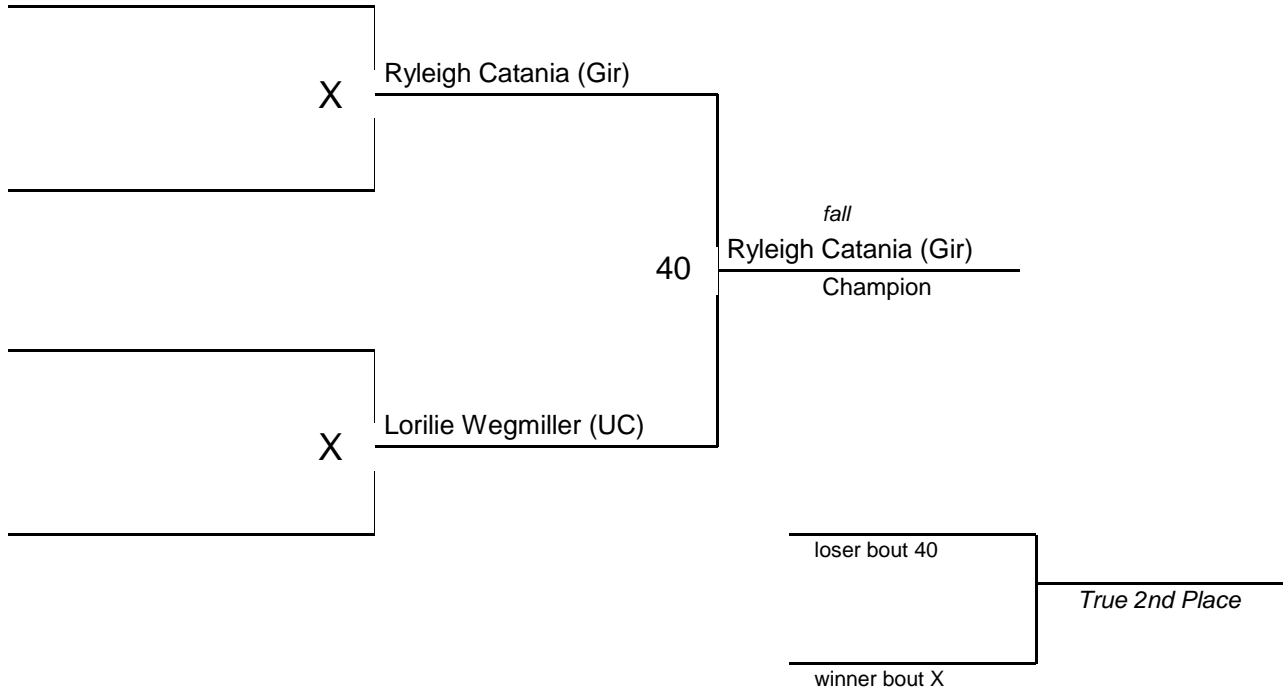 Ryleigh Catania (Gir)
X
fall
Ryleigh Catania (Gir)
40
Champion
Lorilie Wegmiller (UC)
X
loser bout 40
True 2nd Place
winner bout X